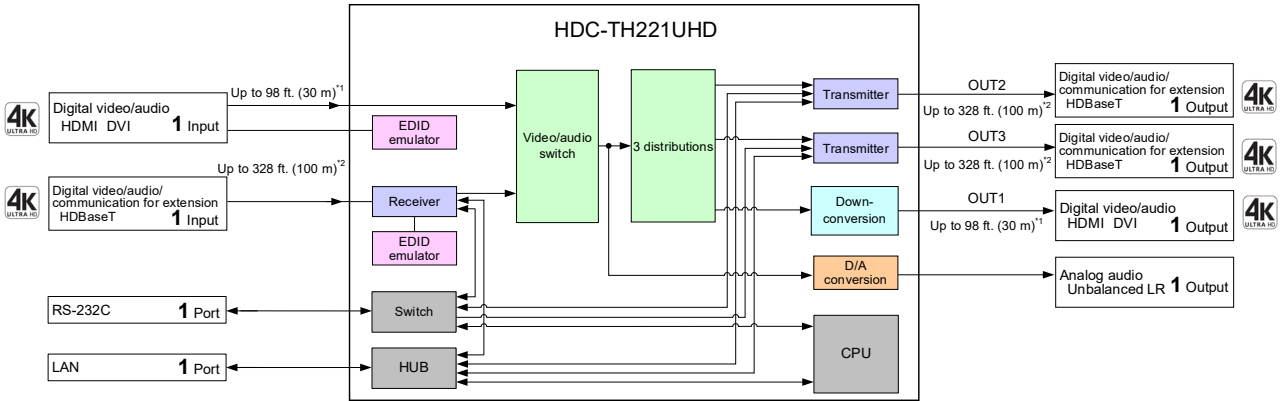 HDC-TH221UHD
4K
ULTRA HD
Digital video/audio
HDMI DVI 1 Input
Up to 98 ft. (30 m)*1
EDID
emulator
4K
ULTRA HD
Digital video/audio/
communication for extension
HDBaseT 1 Input
Up to 328 ft. (100 m)*2
Receiver
EDID
emulator
RS-232C 1 Port
Switch
LAN 1 Port
HUB
Video/audio
switch
3 distributions
Transmitter
OUT2
Up to 328 ft. (100 m)*2
Digital video/audio/
communication for extension
HDBaseT 1 Output
4K
ULTRA HD
Transmitter
OUT3
Up to 328 ft. (100 m)*2
Digital video/audio/
communication for extension
HDBaseT 1 Output
4K
ULTRA HD
Down-
conversion
OUT1
Up to 98 ft. (30 m)*1
Digital video/audio
HDMI DVI 1 Output
4K
ULTRA HD
D/A
conversion
Analog audio
Unbalanced LR 1 Output
CPU